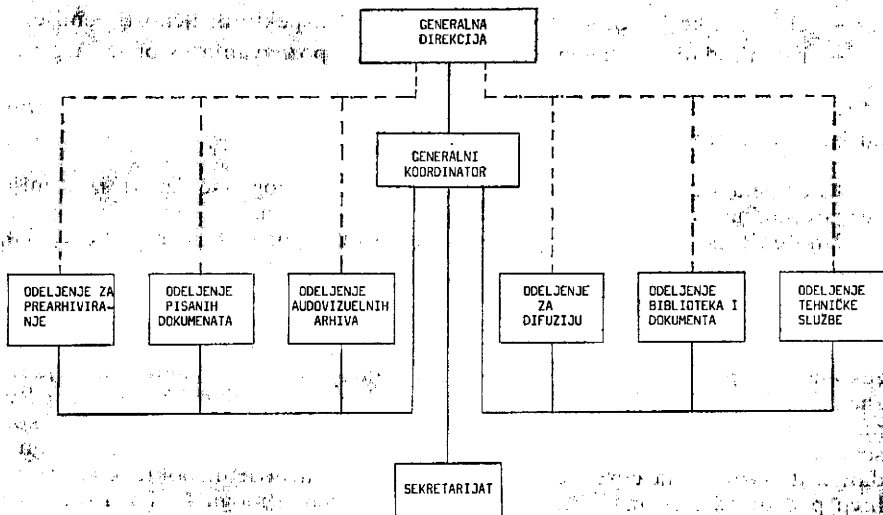 GENERALNA
DIREKCIJA
GENERALNI
KOORDINATOR
ODELJENJE ZA
PREARHIVIRA-
NJE
ODELJENJE
PISANIH
DOKUMENATA
ODELJENJE
AUDOVIZUELNIH
ARHIVA
ODELJENJE
ZA
DIFUZIJU
ODELJENJE
BIBLIOTEKA I
DOKUMENTA
ODELJENJE
TEHNIČKE
SLUŽBE
SEKRETARIJAT